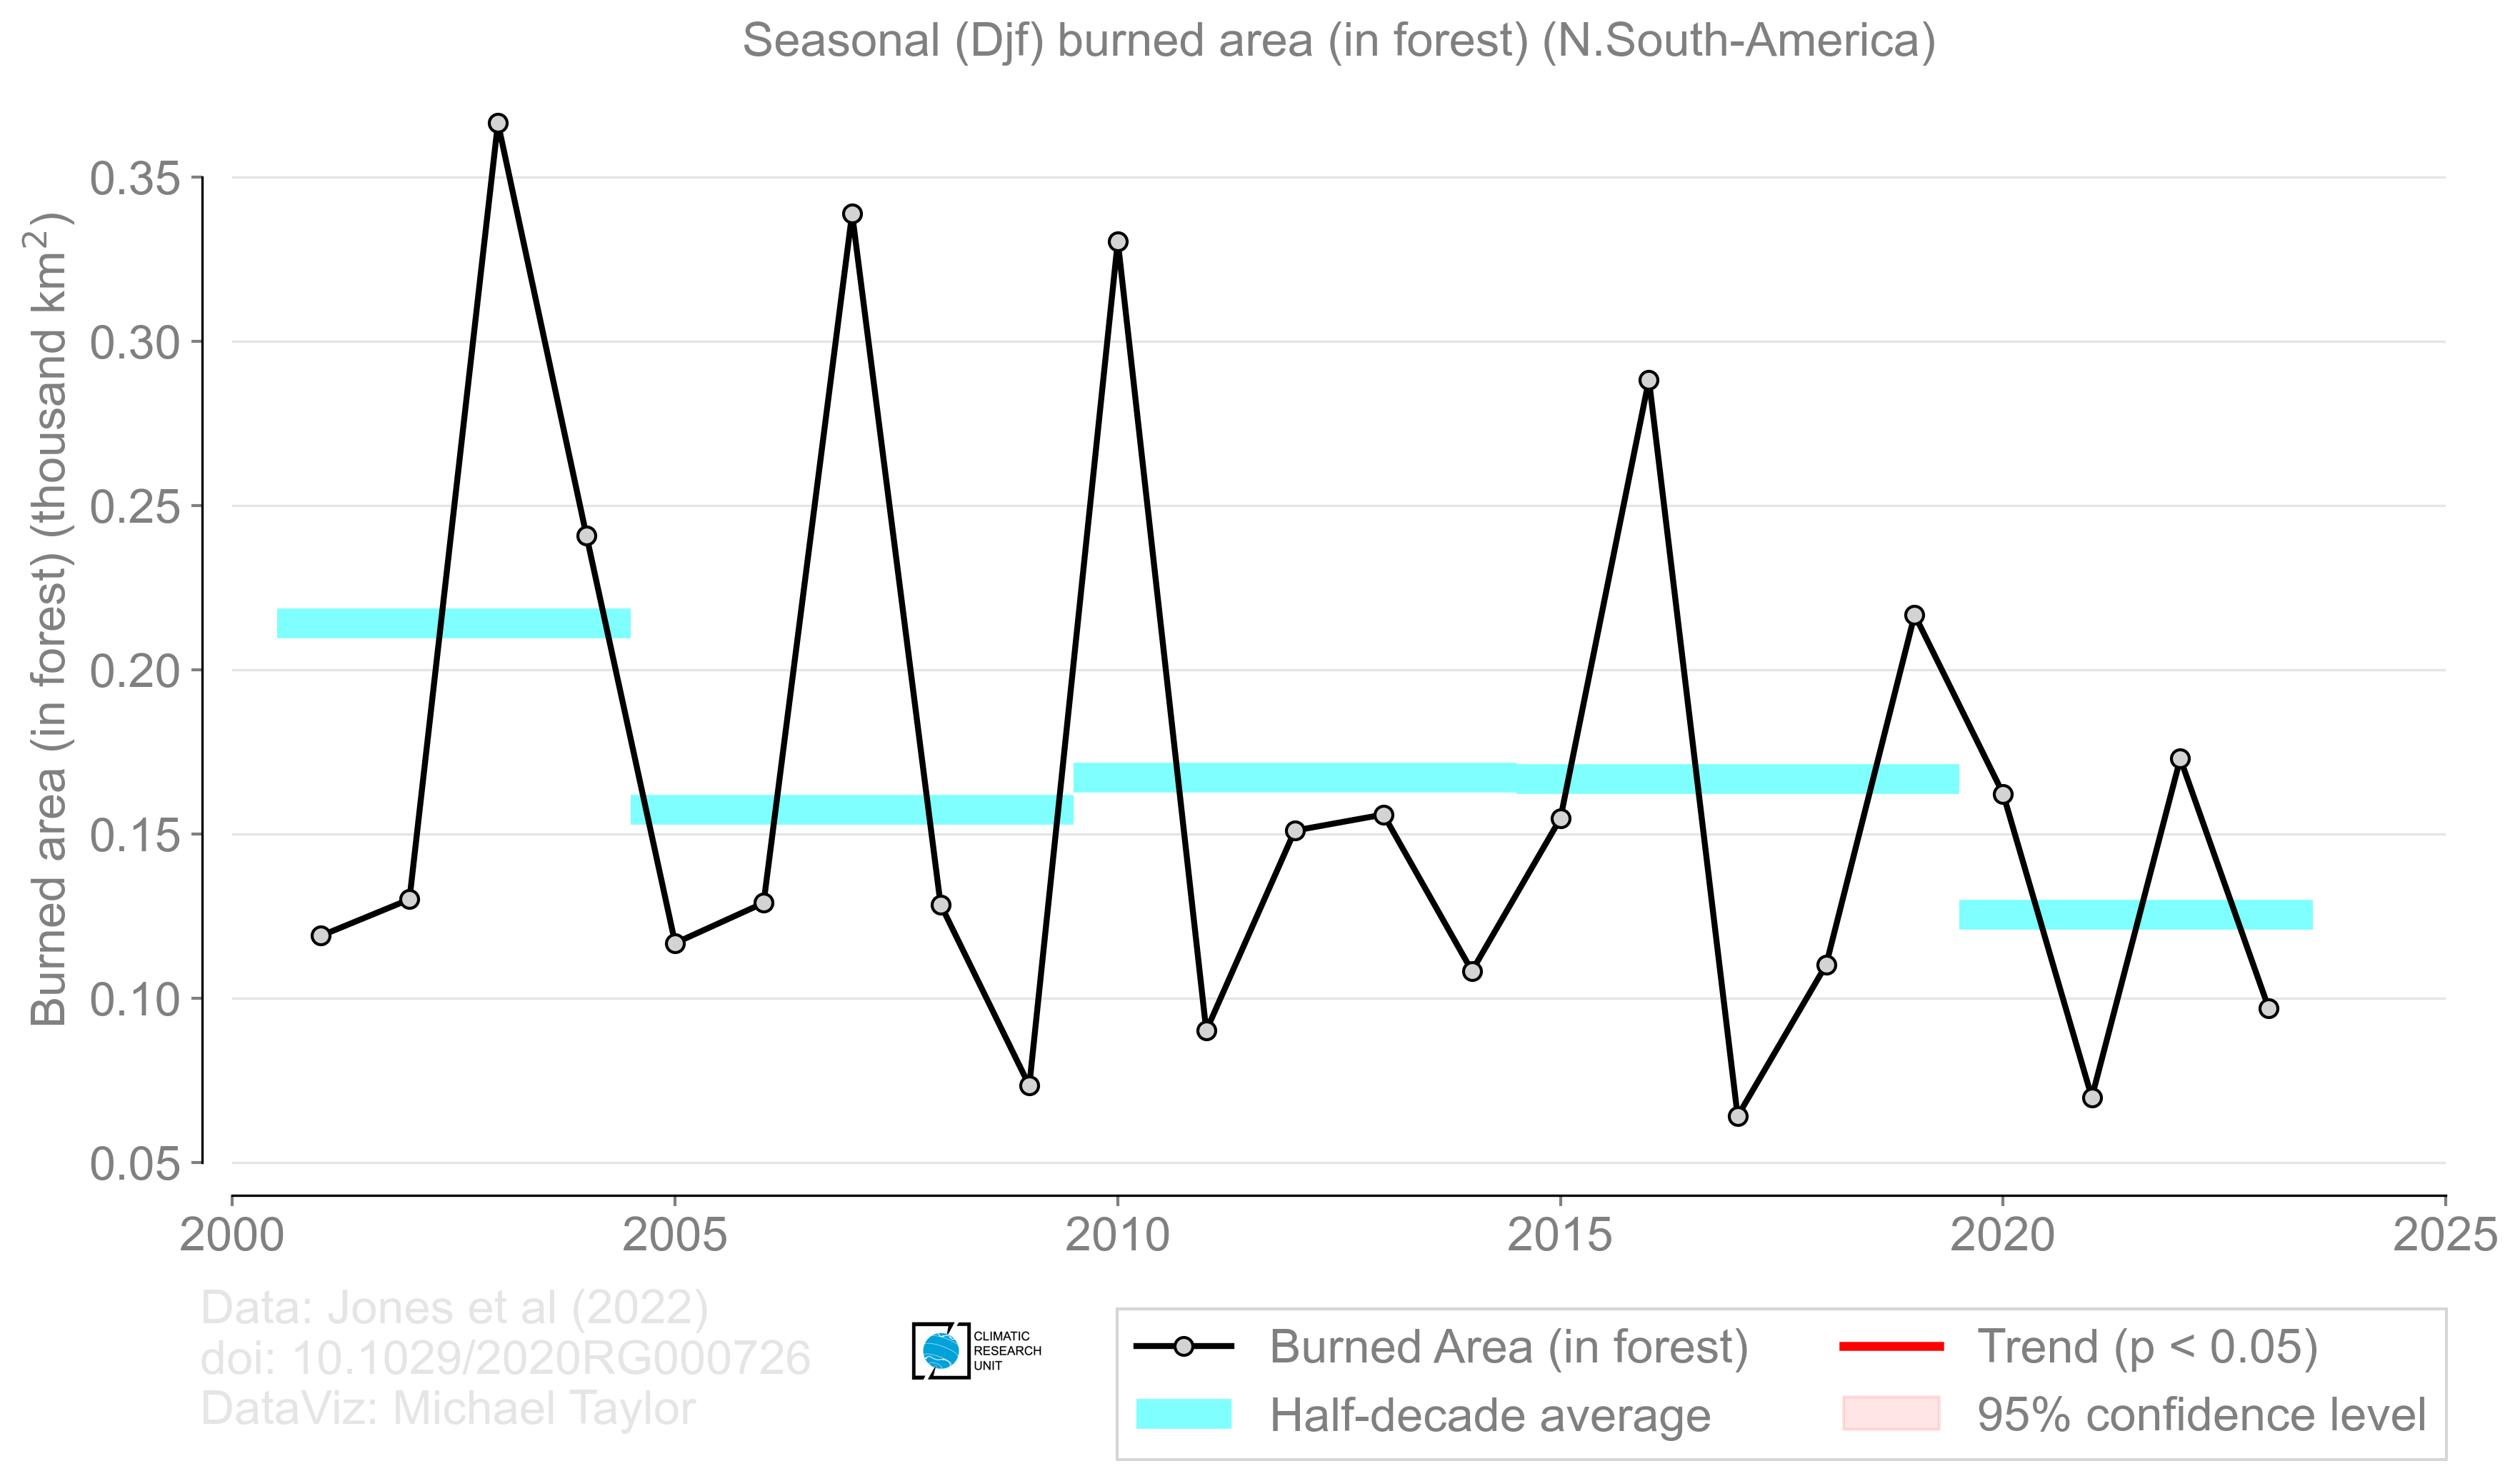 Seasonal (Djf) burned area (in forest) (N.South-America)
Burned area (in forest) (thousand km²)
0.35
0.30
0.25
0.20
0.15
0.10
0.05
2000 2005 2010 2015 2020 2025
Data: Jones et al (2022)
doi: 10.1029/2020RG000726
DataViz: Michael Taylor
CLIMATIC
RESEARCH
UNIT
Burned Area (in forest)
Half-decade average
Trend (p < 0.05)
95% confidence level